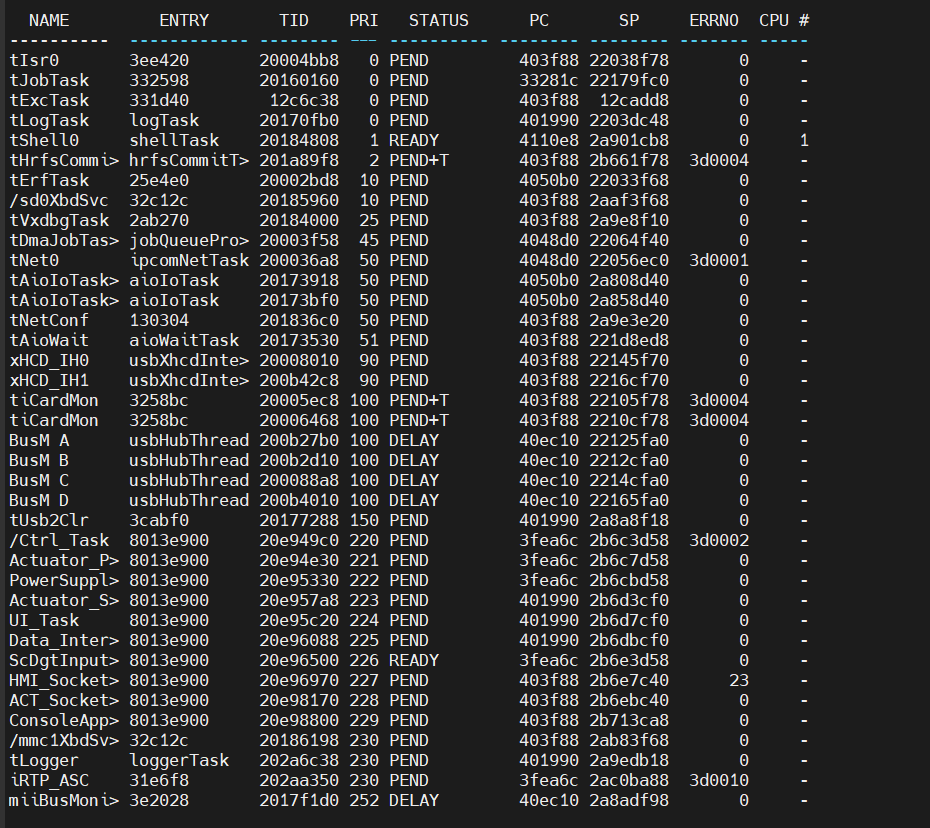 NAME         ENTRY       TID    PRI   STATUS      PC       SP     ERRNO  CPU #
---------- ------------ -------- --- ---------- -------- -------- ------- -----
tIsr0      3ee420       20004bb8   0 PEND         403f88 22038f78       0     -
tJobTask   332598       20160160   0 PEND         33281c 22179fc0       0     -
tExcTask   331d40        12c6c38   0 PEND         403f88  12cadd8       0     -
tLogTask   logTask      20170fb0   0 PEND         401990 2203dc48       0     -
tShell0    shellTask    20184808   1 READY        4110e8 2a901cb8       0     1
tHrfsCommi> hrfsCommitT> 201a89f8   2 PEND+T       403f88 2b661f78  3d0004     -
tErfTask   25e4e0       20002bd8  10 PEND         4050b0 22033f68       0     -
/sd0XbdSvc 32c12c       20185960  10 PEND         403f88 2aaf3f68       0     -
tVxdbgTask 2ab270       20184000  25 PEND         403f88 2a9e8f10       0     -
tDmaJobTas> jobQueuePro> 20003f58  45 PEND         4048d0 22064f40       0     -
tNet0      ipcomNetTask 200036a8  50 PEND         4048d0 22056ec0  3d0001     -
tAioIoTask> aioIoTask    20173918  50 PEND         4050b0 2a808d40       0     -
tAioIoTask> aioIoTask    20173bf0  50 PEND         4050b0 2a858d40       0     -
tNetConf   130304       201836c0  50 PEND         403f88 2a9e3e20       0     -
tAioWait   aioWaitTask  20173530  51 PEND         403f88 221d8ed8       0     -
xHCD_IH0   usbXhcdInte> 20008010  90 PEND         403f88 22145f70       0     -
xHCD_IH1   usbXhcdInte> 200b42c8  90 PEND         403f88 2216cf70       0     -
tiCardMon  3258bc       20005ec8 100 PEND+T       403f88 22105f78  3d0004     -
tiCardMon  3258bc       20006468 100 PEND+T       403f88 2210cf78  3d0004     -
BusM A     usbHubThread 200b27b0 100 DELAY        40ec10 22125fa0       0     -
BusM B     usbHubThread 200b2d10 100 DELAY        40ec10 2212cfa0       0     -
BusM C     usbHubThread 200088a8 100 DELAY        40ec10 2214cfa0       0     -
BusM D     usbHubThread 200b4010 100 DELAY        40ec10 22165fa0       0     -
tUsb2Clr   3cabf0       20177288 150 PEND         401990 2a8a8f18       0     -
/Ctrl_Task 8013e900     20e949c0 220 PEND         3fea6c 2b6c3d58  3d0002     -
Actuator_P> 8013e900     20e94e30 221 PEND         3fea6c 2b6c7d58       0     -
PowerSuppl> 8013e900     20e95330 222 PEND         3fea6c 2b6cbd58       0     -
Actuator_S> 8013e900     20e957a8 223 PEND         401990 2b6d3cf0       0     -
UI_Task    8013e900     20e95c20 224 PEND         401990 2b6d7cf0       0     -
Data_Inter> 8013e900     20e96088 225 PEND         401990 2b6dbcf0       0     -
ScDgtInput> 8013e900     20e96500 226 READY        3fea6c 2b6e3d58       0     -
HMI_Socket> 8013e900     20e96970 227 PEND         403f88 2b6e7c40      23     -
ACT_Socket> 8013e900     20e98170 228 PEND         403f88 2b6ebc40       0     -
ConsoleApp> 8013e900     20e98800 229 PEND         403f88 2b713ca8       0     -
/mmc1XbdSv> 32c12c       20186198 230 PEND         403f88 2ab83f68       0     -
tLogger    loggerTask   202a6c38 230 PEND         401990 2a9edb18       0     -
iRTP_ASC   31e6f8       202aa350 230 PEND         3fea6c 2ac0ba88  3d0010     -
miiBusMoni> 3e2028       2017f1d0 252 DELAY        40ec10 2a8adf98       0     -